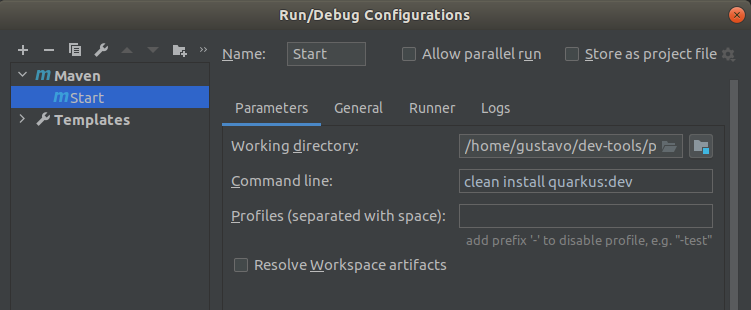 Run/Debug Configurations
Name: Start Allow parallel run Store as project file
Maven
Start
Templates
Parameters General Runner Logs
Working directory: /home/gustavo/dev-tools/p
Command line: clean install quarkus:dev
Profiles (separated with space):
add prefix '-' to disable profile, e.g. "-test"
Resolve Workspace artifacts